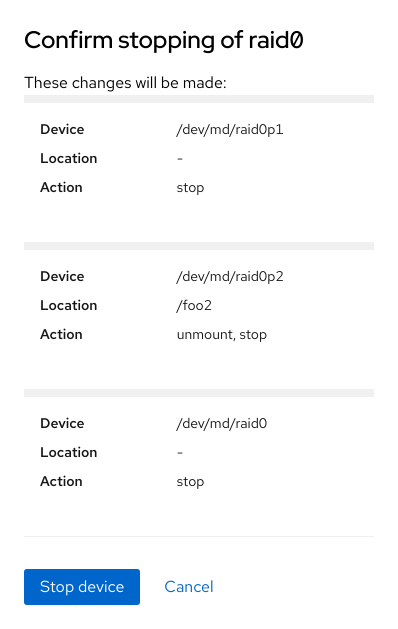 Confirm stopping of raid0
These changes will be made:
Device /dev/md/raid0p1
Location -
Action stop
Device /dev/md/raid0p2
Location /foo2
Action unmount, stop
Device /dev/md/raid0
Location -
Action stop
Stop device Cancel